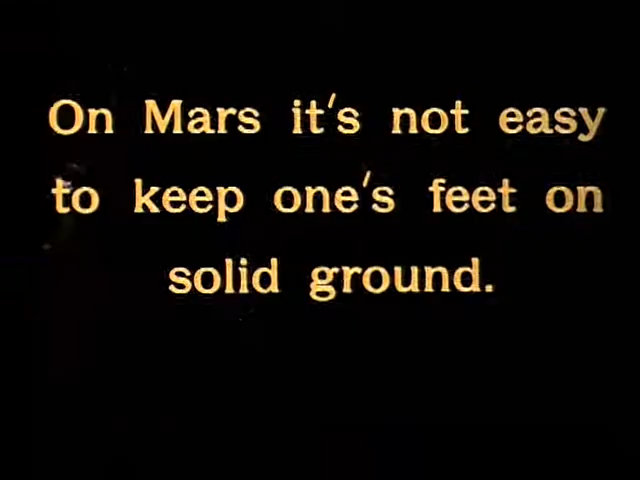 On Mars it's not easy
to keep one's feet on
solid ground.